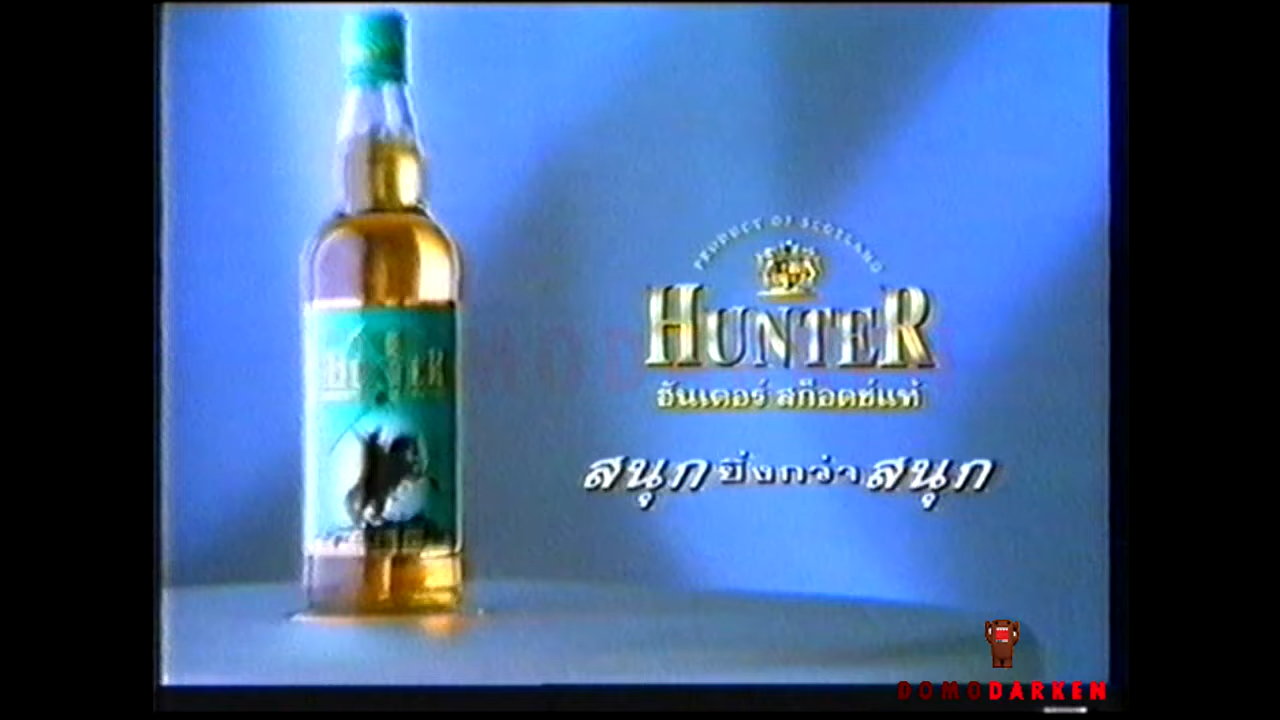 PRODUCT OF SCOTLAND
HUNTER
ฮันเตอร์ สก็อตช์แท้
สนุกยิ่งกว่าสนุก
HUNTER
DOMODARKEN